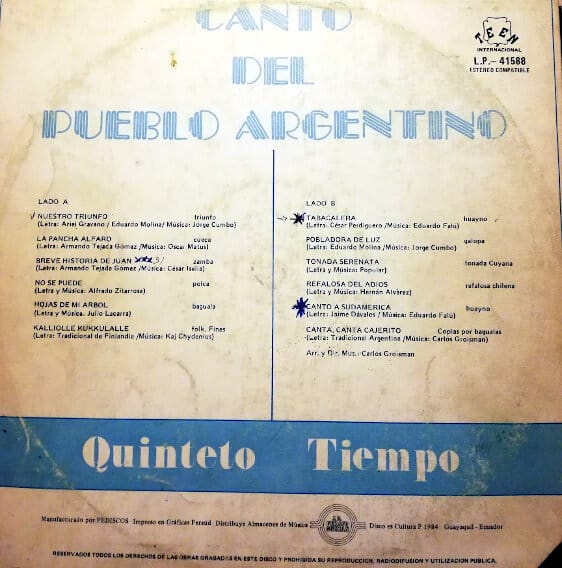 CANTO
DEL
PUEBLO ARGENTINO
TEEN
INTERNACIONAL
L.P.- 41588
ESTEREO COMPATIBLE
LADO A
NUESTRO TRIUNFO triunfo
(Letra: Ariel Gravano / Eduardo Molina/ Música: Jorge Cumbo)
LA PANCHA ALFARO cueca
(Letra: Armando Tejada Gómez /Música: Oscar Matus)
BREVE HISTORIA DE JUAN zamba
(Letra: Armando Tejada Gómez /Música: César Isella)
NO SE PUEDE polca
(Letra y Música: Alfredo Zitarrosa)
HOJAS DE MI ARBOL baguala
(Letra y Música: Julio Lacarra)
KALLIOLLE KUKKULALLE folk. Fines
(Letra: Tradicional de Finlandia /Música: Kaj Chydenius)
LADO B
TABACALERA huayno
(Letra: César Perdiguero /Música: Eduardo Falú)
POBLADORA DE LUZ galopa
(Letra: Eduardo Molina /Música: Jorge Cumbo)
TONADA SERENATA tonada Cuyana
(Letra y Música: Popular)
REFALOSA DEL ADIOS refalosa chilena
(Letra y Música: Hernán Alvárez)
CANTO A SUDAMERICA huayno
(Letra: Jaime Dávalos / Música: Eduardo Falú)
CANTA, CANTA CAJERITO Coplas por bagualas
(Letra: Tradicional Argentina /Música: Carlos Groisman)
Arr. y Dir. Mus.- Carlos Groisman
Quinteto Tiempo
Manufacturado por FEDISCOS Impreso en Gráficas Feraud Distribuye Almacenes de Música Disco es Cultura P. 1984 Guayaquil - Ecuador
RESERVADOS TODOS LOS DERECHOS DE LAS OBRAS GRABADAS EN ESTE DISCO Y PROHIBIDA SU REPRODUCCION, RADIODIFUSION Y UTILIZACION PUBLICA.